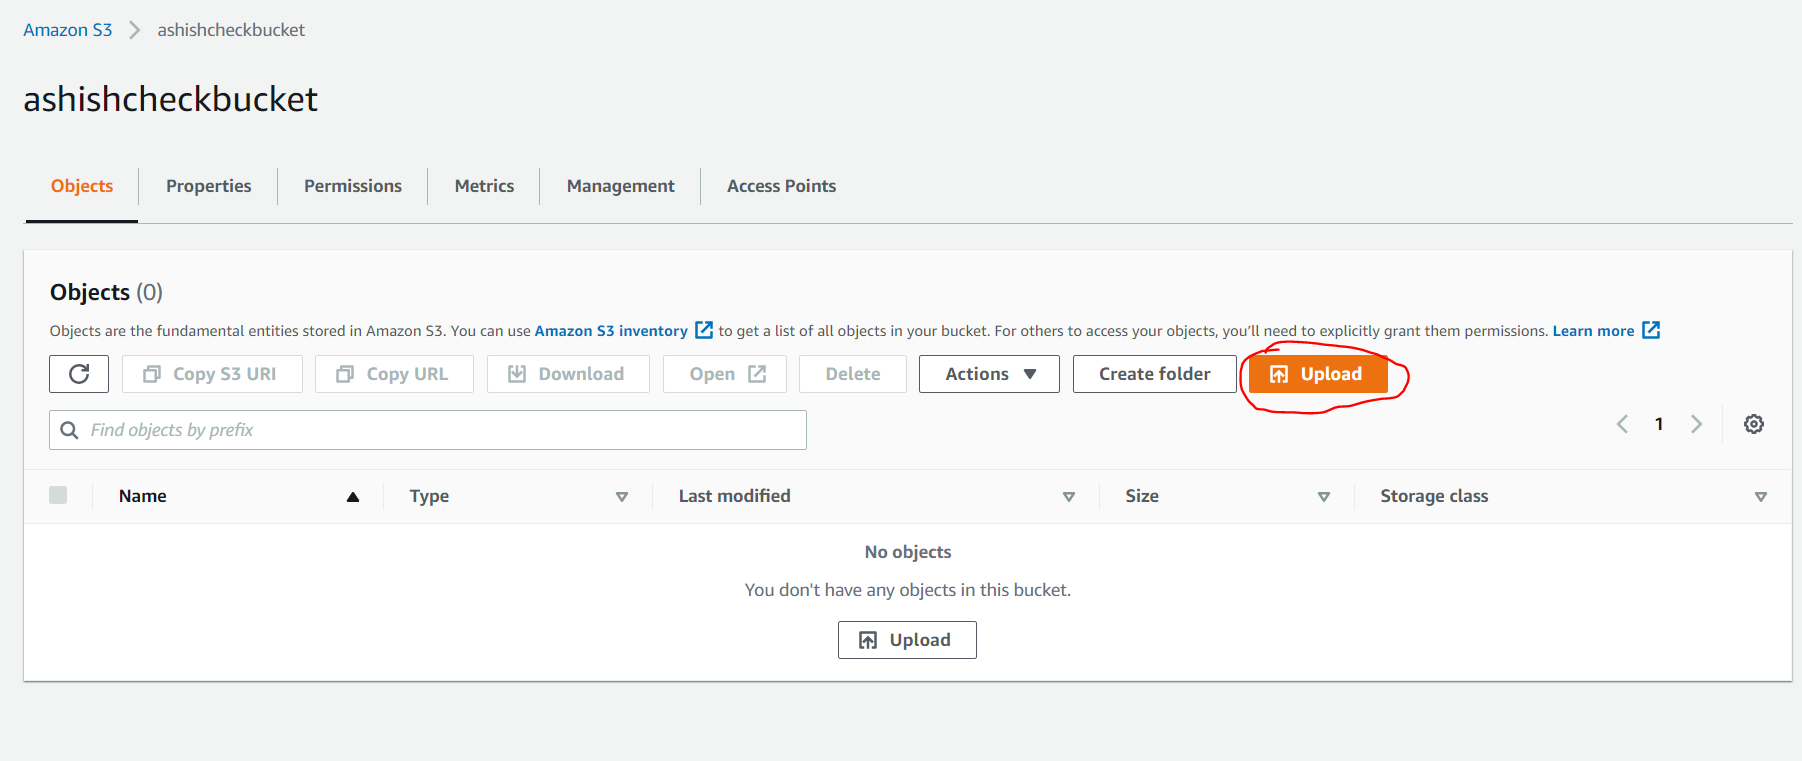 Amazon S3 ashishcheckbucket
ashishcheckbucket
Objects Properties Permissions Metrics Management Access Points
Objects (0)
Objects are the fundamental entities stored in Amazon S3. You can use Amazon S3 inventory to get a list of all objects in your bucket. For others to access your objects, you'll need to explicitly grant them permissions. Learn more
Copy S3 URI Copy URL Download Open Delete Actions Create folder Upload
Find objects by prefix 1
Name Type Last modified Size Storage class
No objects
You don't have any objects in this bucket.
Upload